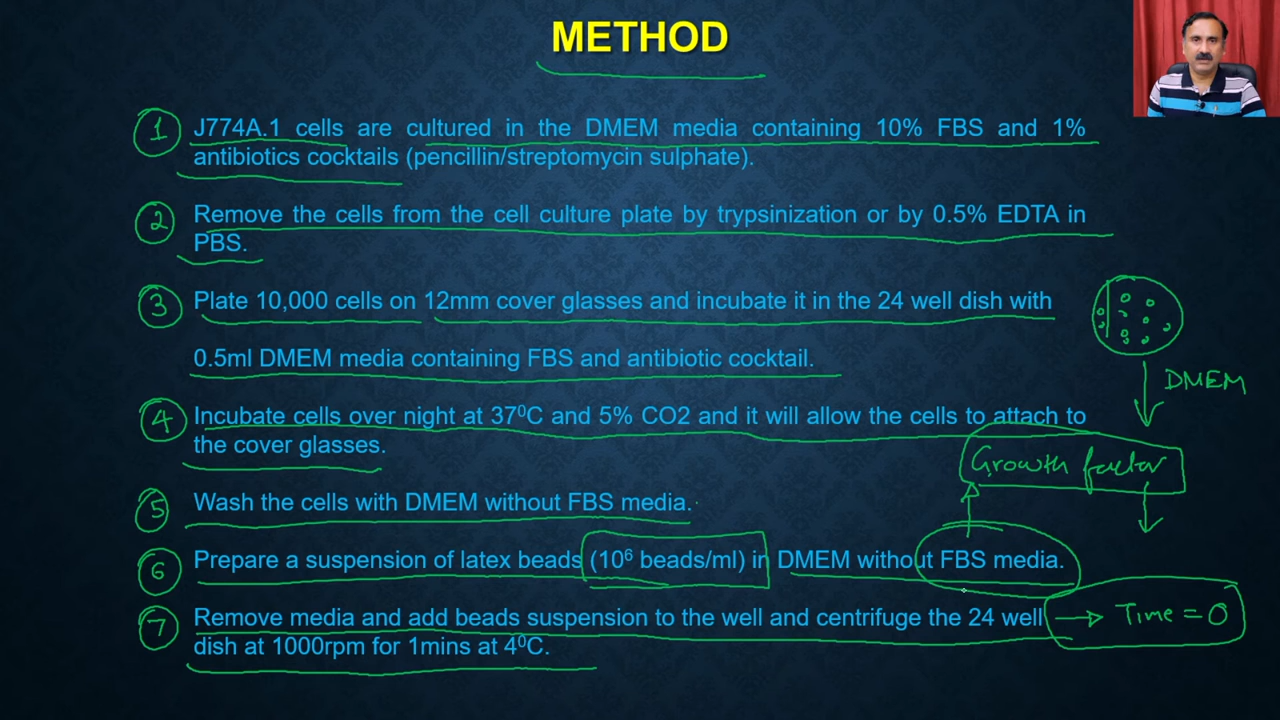 METHOD
1 J774A.1 cells are cultured in the DMEM media containing 10% FBS and 1%
antibiotics cocktails (pencillin/streptomycin sulphate).
2 Remove the cells from the cell culture plate by trypsinization or by 0.5% EDTA in
PBS.
3 Plate 10,000 cells on 12mm cover glasses and incubate it in the 24 well dish with
0.5ml DMEM media containing FBS and antibiotic cocktail.
DMEM
4 Incubate cells over night at 37⁰C and 5% CO2 and it will allow the cells to attach to
the cover glasses.
Growth factor
5 Wash the cells with DMEM without FBS media.
6 Prepare a suspension of latex beads (10⁶ beads/ml) in DMEM without FBS media.
7 Remove media and add beads suspension to the well and centrifuge the 24 well
dish at 1000rpm for 1mins at 4⁰C.
→ Time = 0